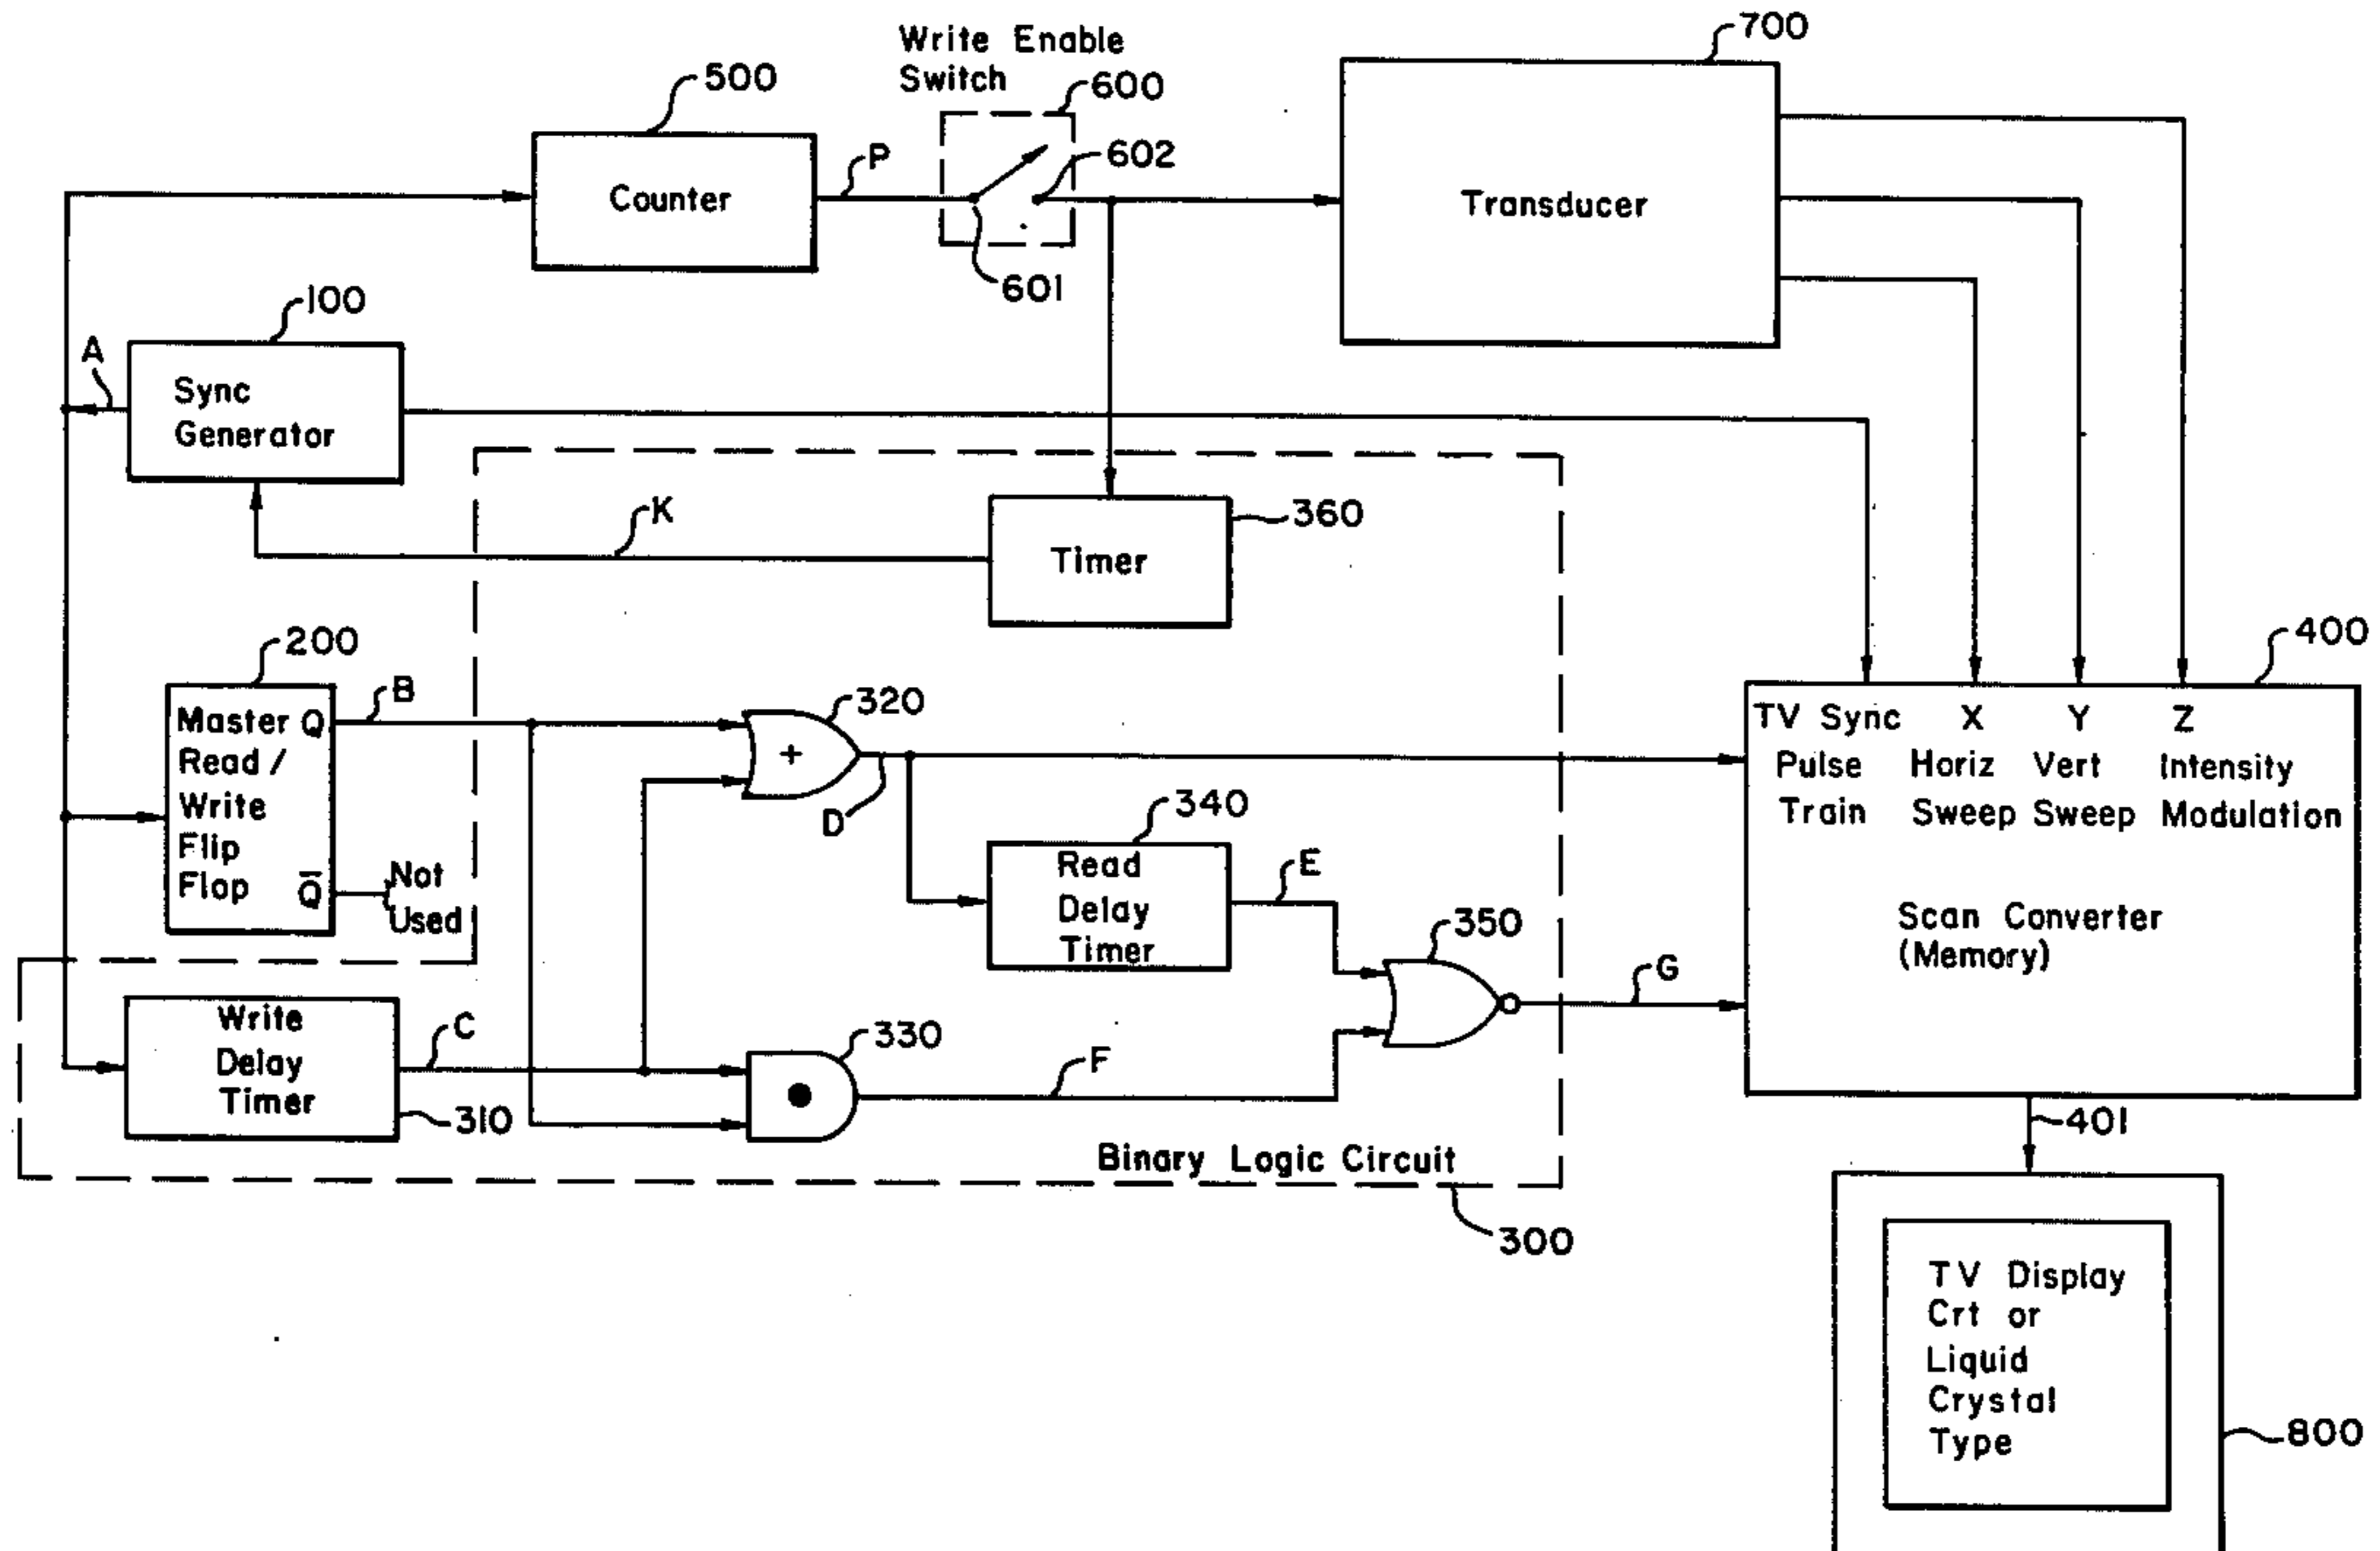 Write Enable
Switch
700
500
600
P
602
Counter
Transducer
601
100
A
Sync
Generator
K
360
Timer
200
400
B
320
Master Q
Read /
Write
Flip
Flop
Q̅
Not
Used
+
D
340
Read
Delay
Timer
E
350
G
TV Sync X Y Z
Pulse Horiz Vert Intensity
Train Sweep Sweep Modulation
Scan Converter
(Memory)
Write
Delay
Timer
C
330
F
310
401
Binary Logic Circuit
300
TV Display
Crt or
Liquid
Crystal
Type
800